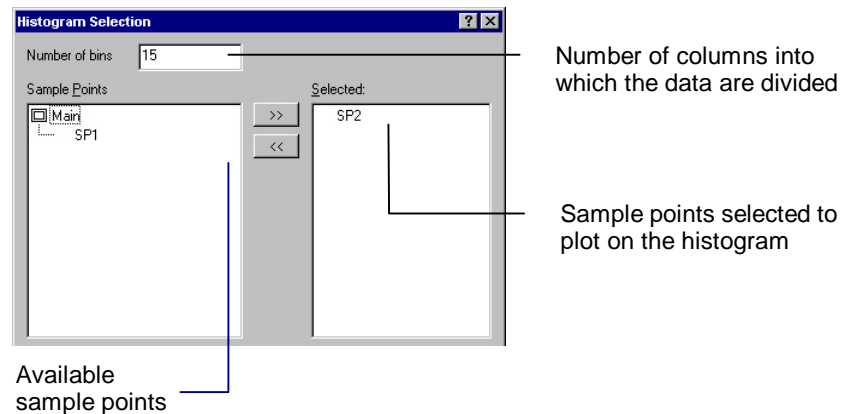 Histogram Selection
Number of bins 15
Number of columns into
which the data are divided
Sample Points
Selected:
Main
SP1
>>
<<
SP2
Sample points selected to
plot on the histogram
Available
sample points